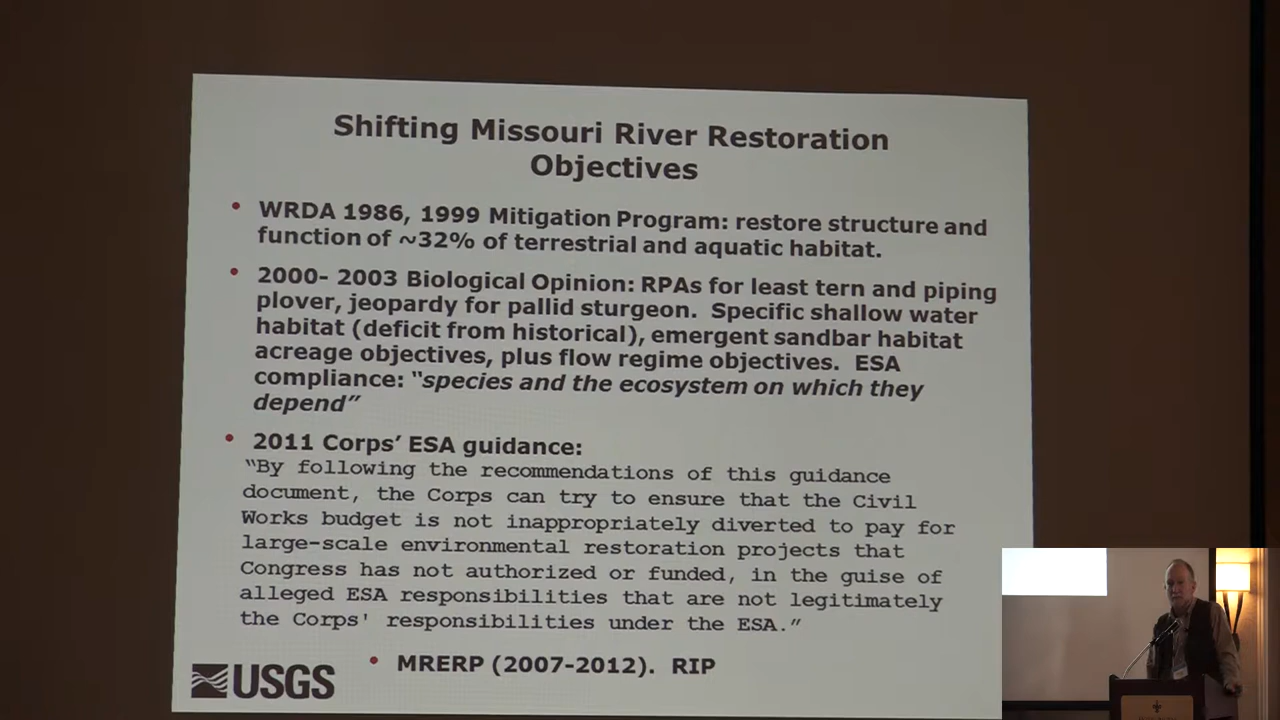 Shifting Missouri River Restoration
Objectives
• WRDA 1986, 1999 Mitigation Program: restore structure and
function of ~32% of terrestrial and aquatic habitat.
• 2000- 2003 Biological Opinion: RPAs for least tern and piping
plover, jeopardy for pallid sturgeon. Specific shallow water
habitat (deficit from historical), emergent sandbar habitat
acreage objectives, plus flow regime objectives. ESA
compliance: “species and the ecosystem on which they
depend”
• 2011 Corps’ ESA guidance:
“By following the recommendations of this guidance
document, the Corps can try to ensure that the Civil
Works budget is not inappropriately diverted to pay for
large-scale environmental restoration projects that
Congress has not authorized or funded, in the guise of
alleged ESA responsibilities that are not legitimately
the Corps' responsibilities under the ESA.”
• MRERP (2007-2012). RIP
USGS